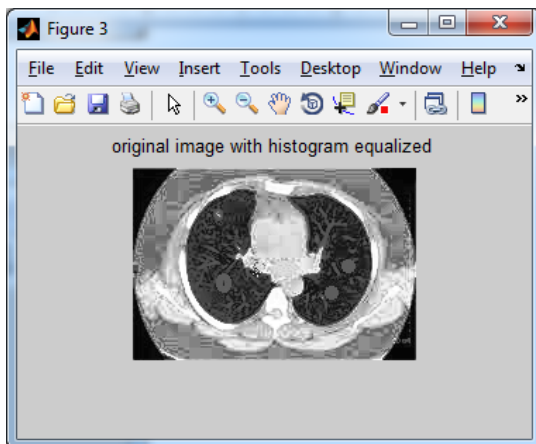 Figure 3
File Edit View Insert Tools Desktop Window Help
original image with histogram equalized